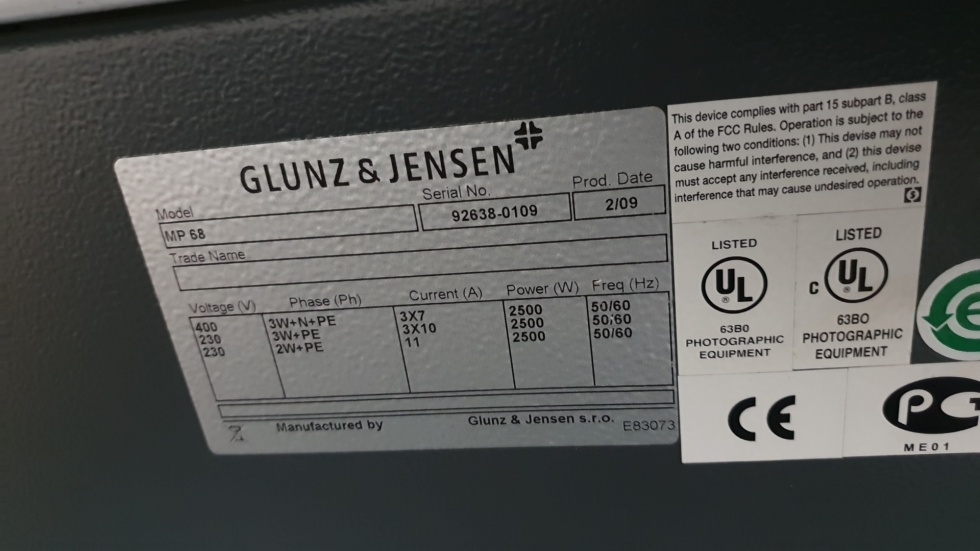 GLUNZ & JENSEN
Model
Serial No.
Prod. Date
MP 68
92638-0109
2/09
Trade Name
Voltage (V) Phase (Ph) Current (A) Power (W) Freq (Hz)
400 3W+N+PE 3X7 2500 50/60
230 3W+PE 3X10 2500 50/60
230 2W+PE 11 2500 50/60
Manufactured by Glunz & Jensen s.r.o. E83073
This device complies with part 15 subpart B, class
A of the FCC Rules. Operation is subject to the
following two conditions: (1) This devise may not
cause harmful interference, and (2) this devise
must accept any interference received, including
interference that may cause undesired operation.
LISTED
UL
®
63B0
PHOTOGRAPHIC
EQUIPMENT
LISTED
C UL
®
63B0
PHOTOGRAPHIC
EQUIPMENT
CE
ME01